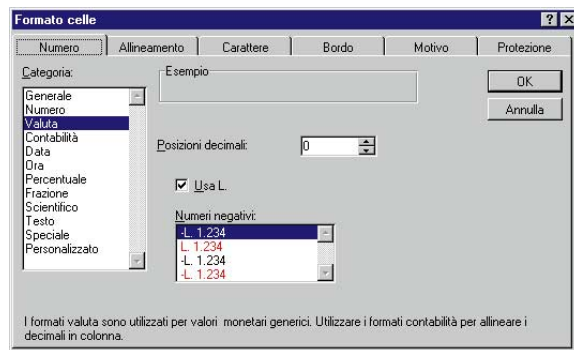 Formato celle
Numero Allineamento Carattere Bordo Motivo Protezione
Categoria:
Generale
Numero
Valuta
Contabilità
Data
Ora
Percentuale
Frazione
Scientifico
Testo
Speciale
Personalizzato
Esempio
Posizioni decimali: 0
Usa L.
Numeri negativi:
-L. 1.234
L. 1.234
-L. 1.234
-L. 1.234
OK
Annulla
I formati valuta sono utilizzati per valori monetari generici. Utilizzare i formati contabilità per allineare i
decimali in colonna.